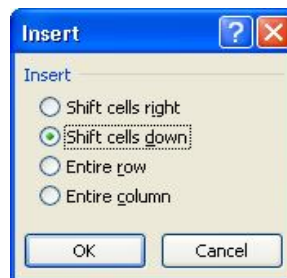 Insert
Insert
Shift cells right
Shift cells down
Entire row
Entire column
OK
Cancel